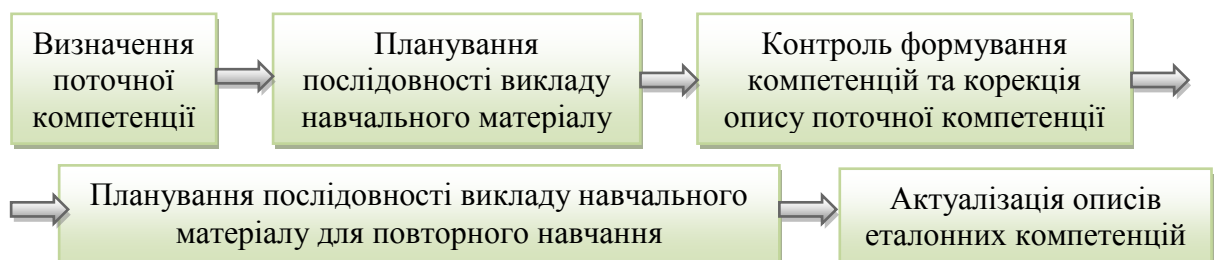 Визначення
поточної
компетенції
Планування
послідовності викладу
навчального матеріалу
Контроль формування
компетенцій та корекція
опису поточної компетенції
Планування послідовності викладу навчального
матеріалу для повторного навчання
Актуалізація описів
еталонних компетенцій